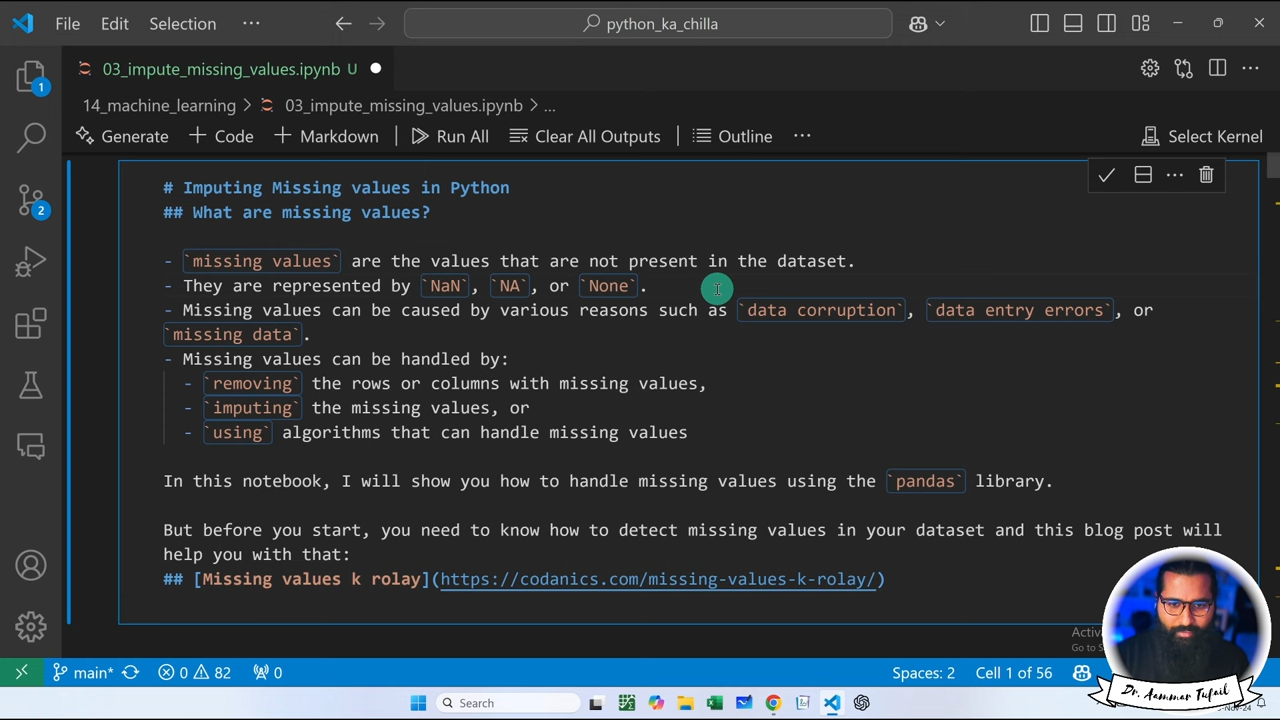 File Edit Selection ··· python_ka_chilla
03_impute_missing_values.ipynb U
14_machine_learning > 03_impute_missing_values.ipynb > ...
Generate + Code + Markdown Run All Clear All Outputs Outline ··· Select Kernel
# Imputing Missing values in Python
## What are missing values?
- `missing values` are the values that are not present in the dataset.
- They are represented by `NaN`, `NA`, or `None`.
- Missing values can be caused by various reasons such as `data corruption`, `data entry errors`, or
`missing data`.
- Missing values can be handled by:
- `removing` the rows or columns with missing values,
- `imputing` the missing values, or
- `using` algorithms that can handle missing values
In this notebook, I will show you how to handle missing values using the `pandas` library.
But before you start, you need to know how to detect missing values in your dataset and this blog post will
help you with that:
## [Missing values k rolay](https://codanics.com/missing-values-k-rolay/)
1
2
main* 0 82 0 Spaces: 2 Cell 1 of 56
Search
Dr. Aammar Tufail